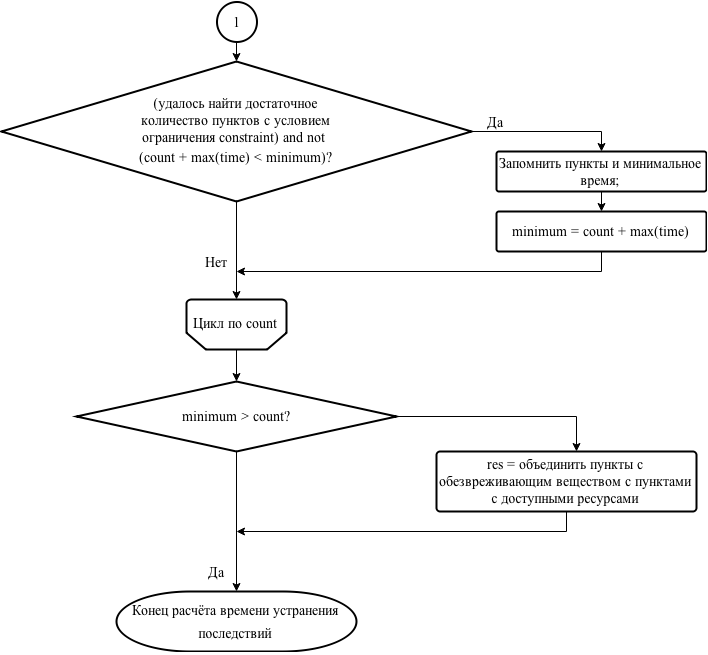 1
(удалось найти достаточное
количество пунктов с условием
ограничения constraint) and not
(count + max(time) < minimum)?
Да
Запомнить пункты и минимальное
время;
minimum = count + max(time)
Нет
Цикл по count
minimum > count?
res = объединить пункты с
обезвреживающим веществом с пунктами
с доступными ресурсами
Да
Конец расчёта времени устранения
последствий